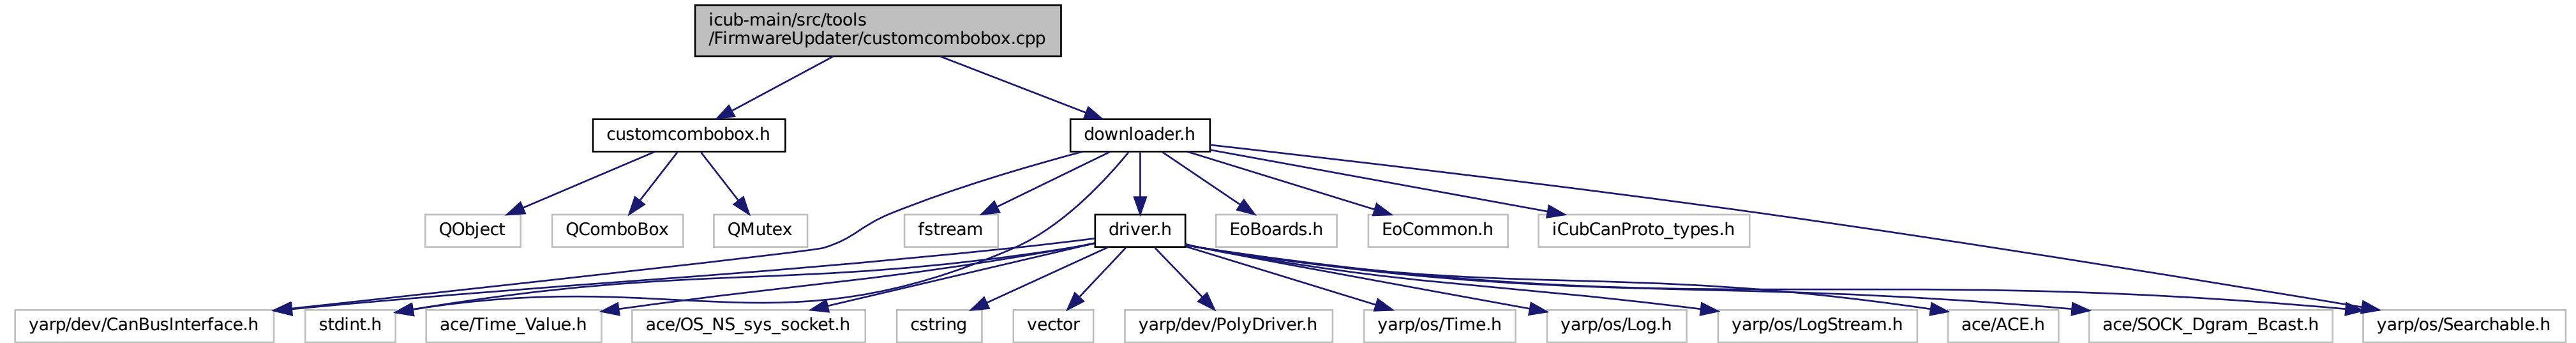 icub-main/src/tools
/FirmwareUpdater/customcombobox.cpp
customcombobox.h
downloader.h
QObject
QComboBox
QMutex
fstream
driver.h
EoBoards.h
EoCommon.h
iCubCanProto_types.h
yarp/dev/CanBusInterface.h
stdint.h
ace/Time_Value.h
ace/OS_NS_sys_socket.h
cstring
vector
yarp/dev/PolyDriver.h
yarp/os/Time.h
yarp/os/Log.h
yarp/os/LogStream.h
ace/ACE.h
ace/SOCK_Dgram_Bcast.h
yarp/os/Searchable.h